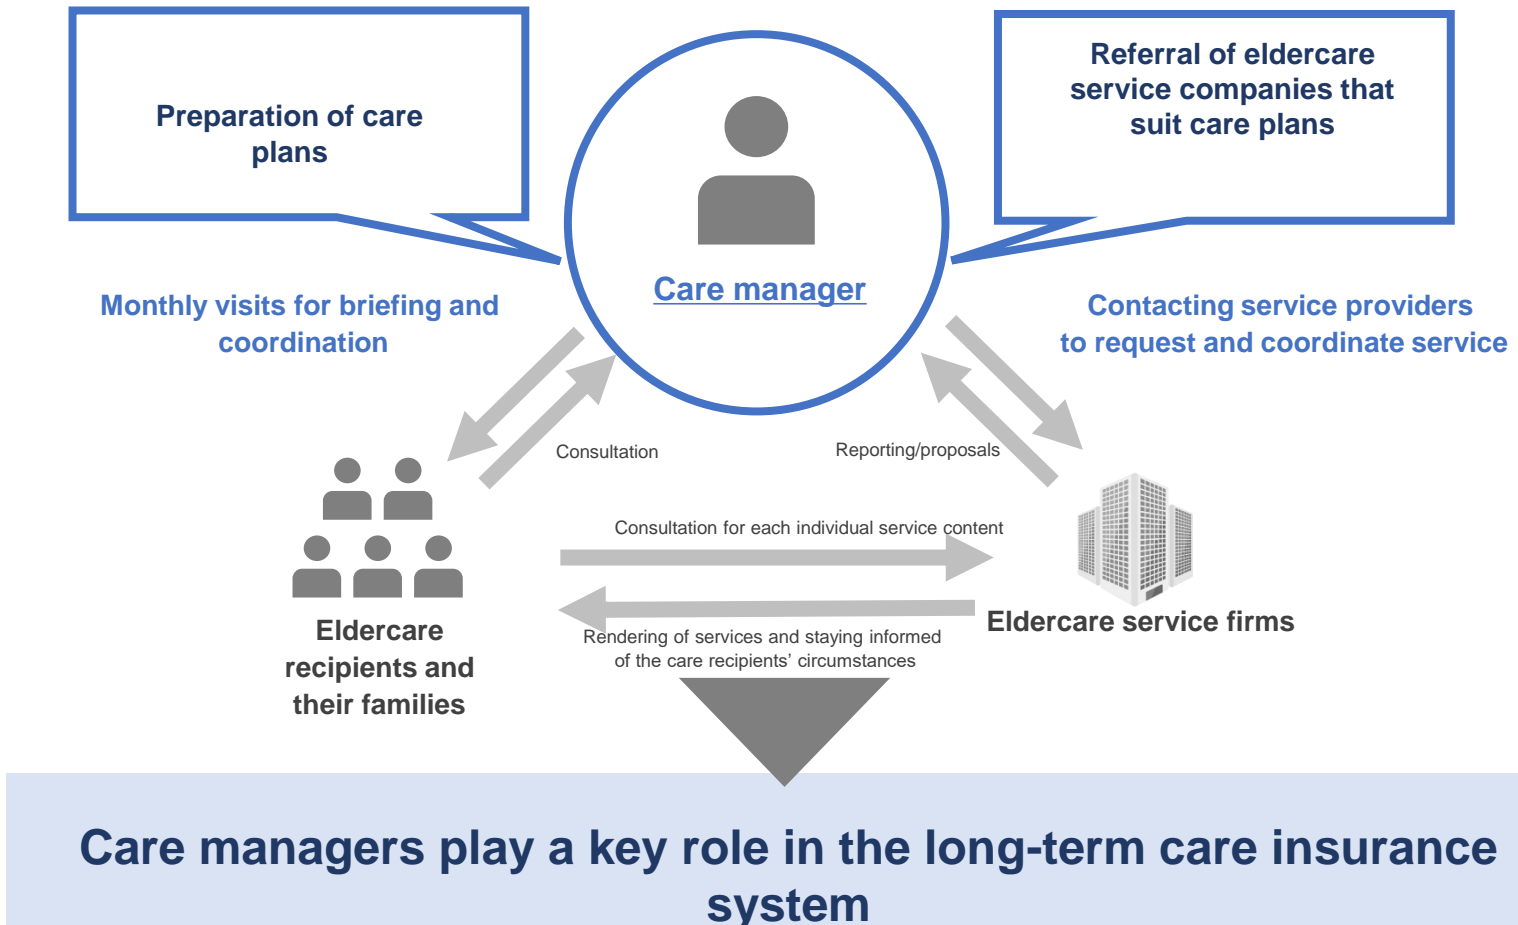 Preparation of care
plans
Referral of eldercare
service companies that
suit care plans
Care manager
Monthly visits for briefing and
coordination
Contacting service providers
to request and coordinate service
Consultation
Reporting/proposals
Consultation for each individual service content
Rendering of services and staying informed
of the care recipients’ circumstances
Eldercare
recipients and
their families
Eldercare service firms
Care managers play a key role in the long-term care insurance
system